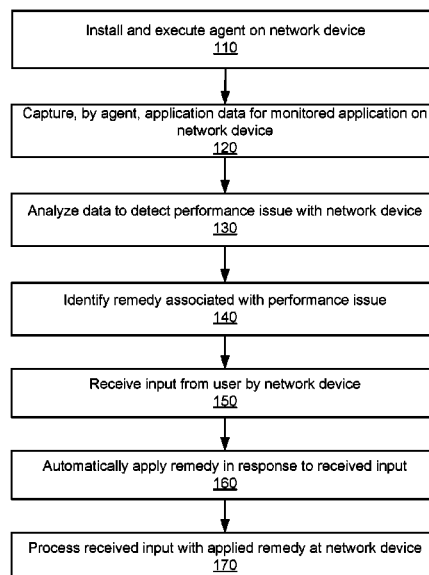 Install and execute agent on network device
110
Capture, by agent, application data for monitored application on
network device
120
Analyze data to detect performance issue with network device
130
Identify remedy associated with performance issue
140
Receive input from user by network device
150
Automatically apply remedy in response to received input
160
Process received input with applied remedy at network device
170